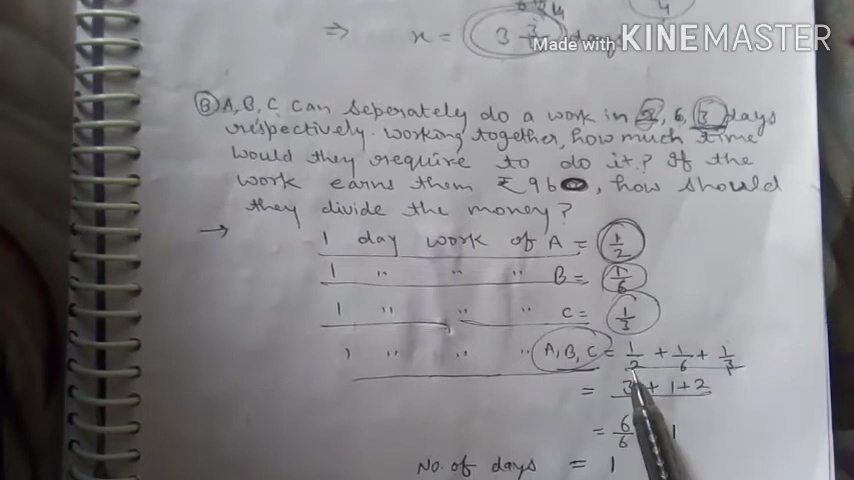 ⇒ x = 3 3/4 days
Made with KINEMASTER
(8) A, B, C can seperately do a work in 2, 6, 3 days
respectively. Working together, how much time
would they require to do it? If the
work earns them ₹ 960, how should
they divide the money?
→ 1 day work of A = 1/2
1 " " " B = 1/6
1 " " " C = 1/3
1 " " " A, B, C = 1/2 + 1/6 + 1/3
= 3 + 1 + 2
= 6/6 1
No. of days = 1